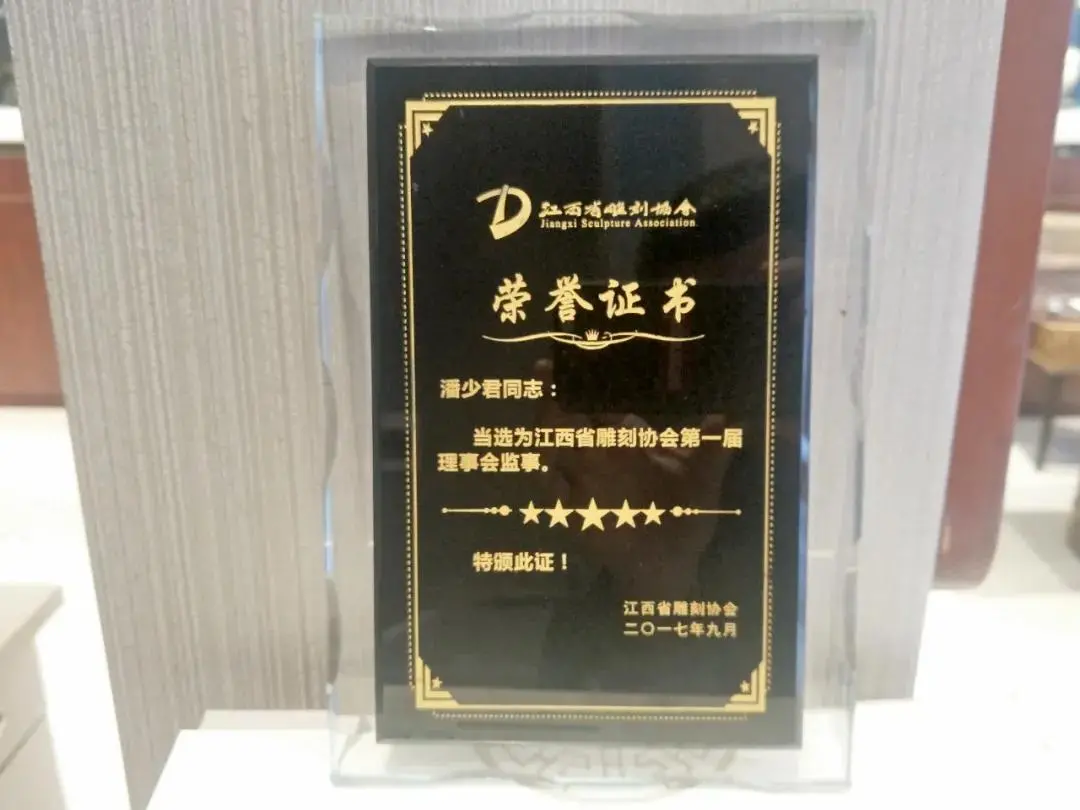 江西省雕刻协会
Jiangxi Sculpture Association
荣誉证书
潘少君同志：
当选为江西省雕刻协会第一届
理事会监事。
特颁此证！
江西省雕刻协会
二〇一七年九月